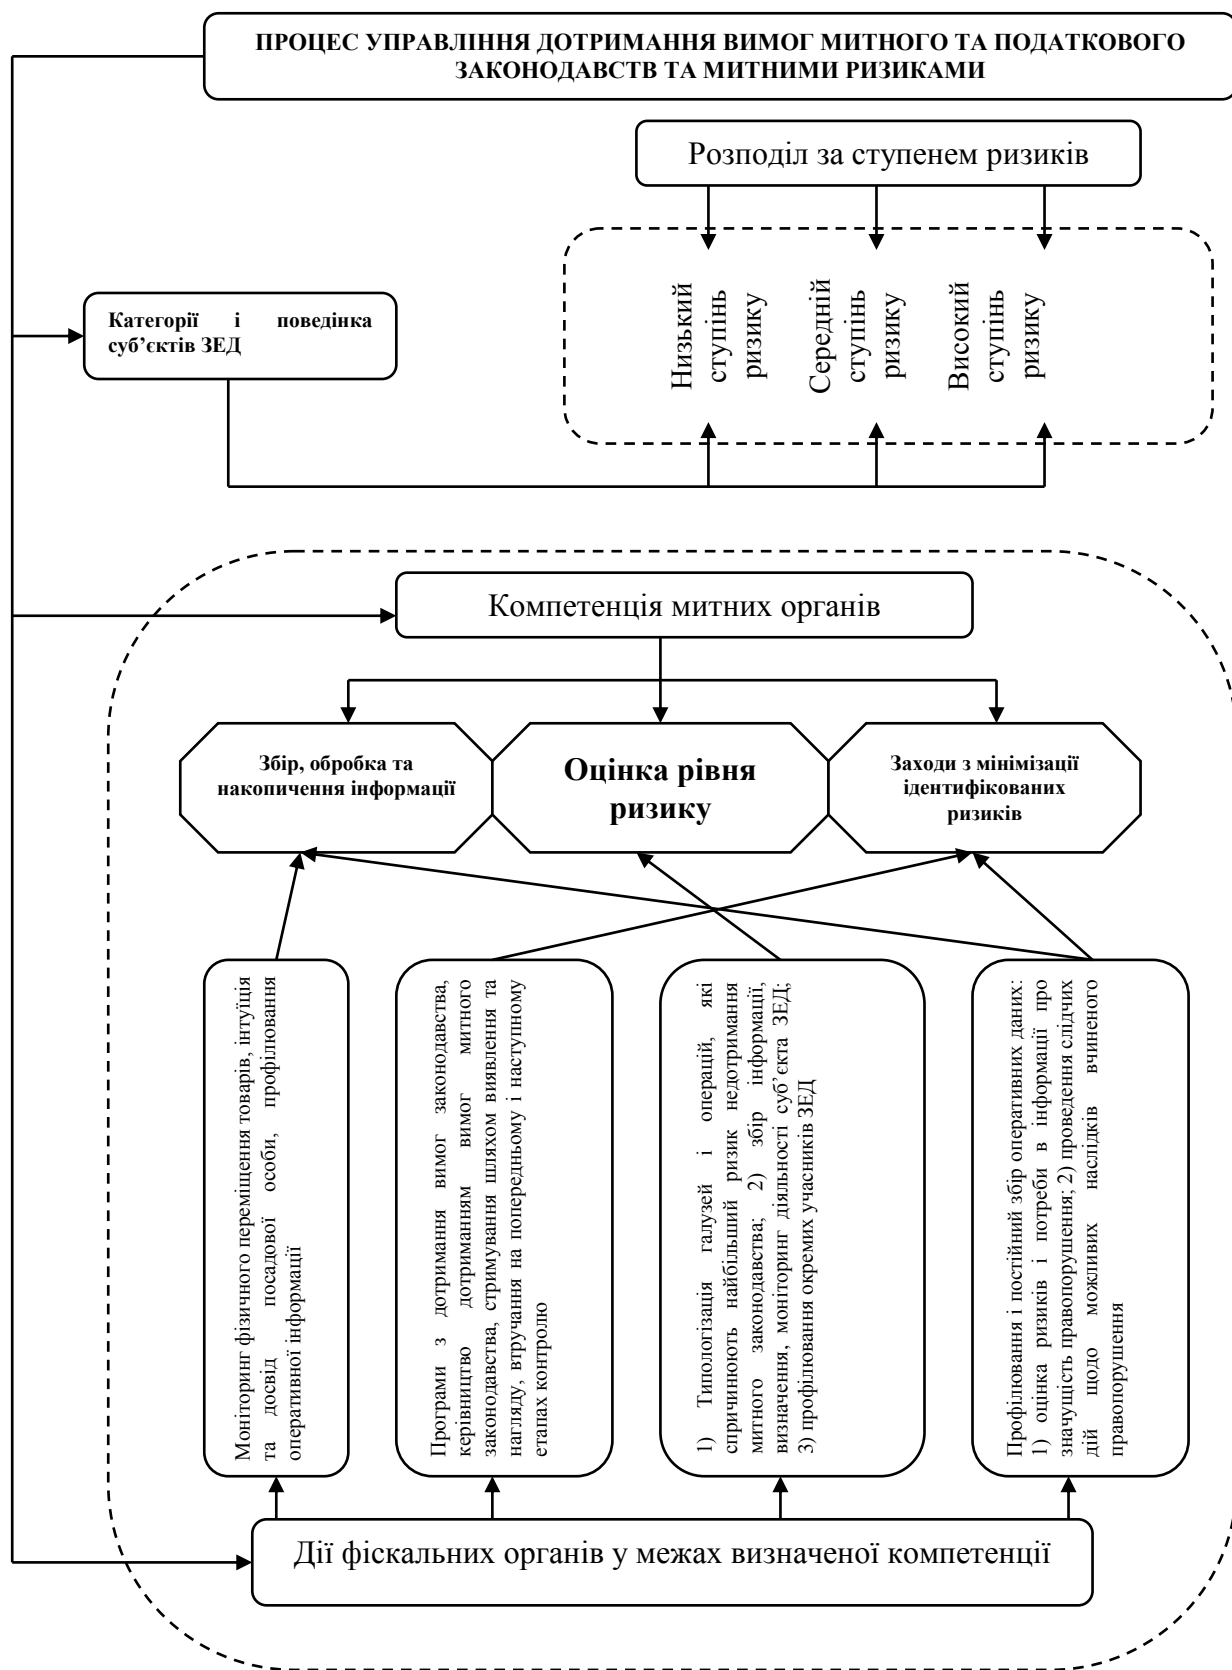 ПРОЦЕС УПРАВЛІННЯ ДОТРИМАННЯ ВИМОГ МИТНОГО ТА ПОДАТКОВОГО
ЗАКОНОДАВСТВ ТА МИТНИМИ РИЗИКАМИ
Розподіл за ступенем ризиків
Низький
ступінь
ризику
Середній
ступінь
ризику
Високий
ступінь
ризику
Категорії і поведінка
суб’єктів ЗЕД
Компетенція митних органів
Збір, обробка та
накопичення інформації
Оцінка рівня
ризику
Заходи з мінімізації
ідентифікованих
ризиків
Моніторинг фізичного переміщення товарів, інтуїція
та досвід посадової особи, профілювання
оперативної інформації
Програми з дотримання вимог законодавства,
керівництво дотриманням вимог митного
законодавства, стримування шляхом виявлення та
нагляду, втручання на попередньому і наступному
етапах контролю
1) Типологізація галузей і операцій, які
спричинюють найбільший ризик недотримання
митного законодавства; 2) збір інформації,
визначення, моніторинг діяльності суб’єкта ЗЕД;
3) профілювання окремих учасників ЗЕД
Профілювання і постійний збір оперативних даних:
1) оцінка ризиків і потреби в інформації про
значущість правопорушення; 2) проведення слідчих
дій щодо можливих наслідків вчиненого
правопорушення
Дії фіскальних органів у межах визначеної компетенції